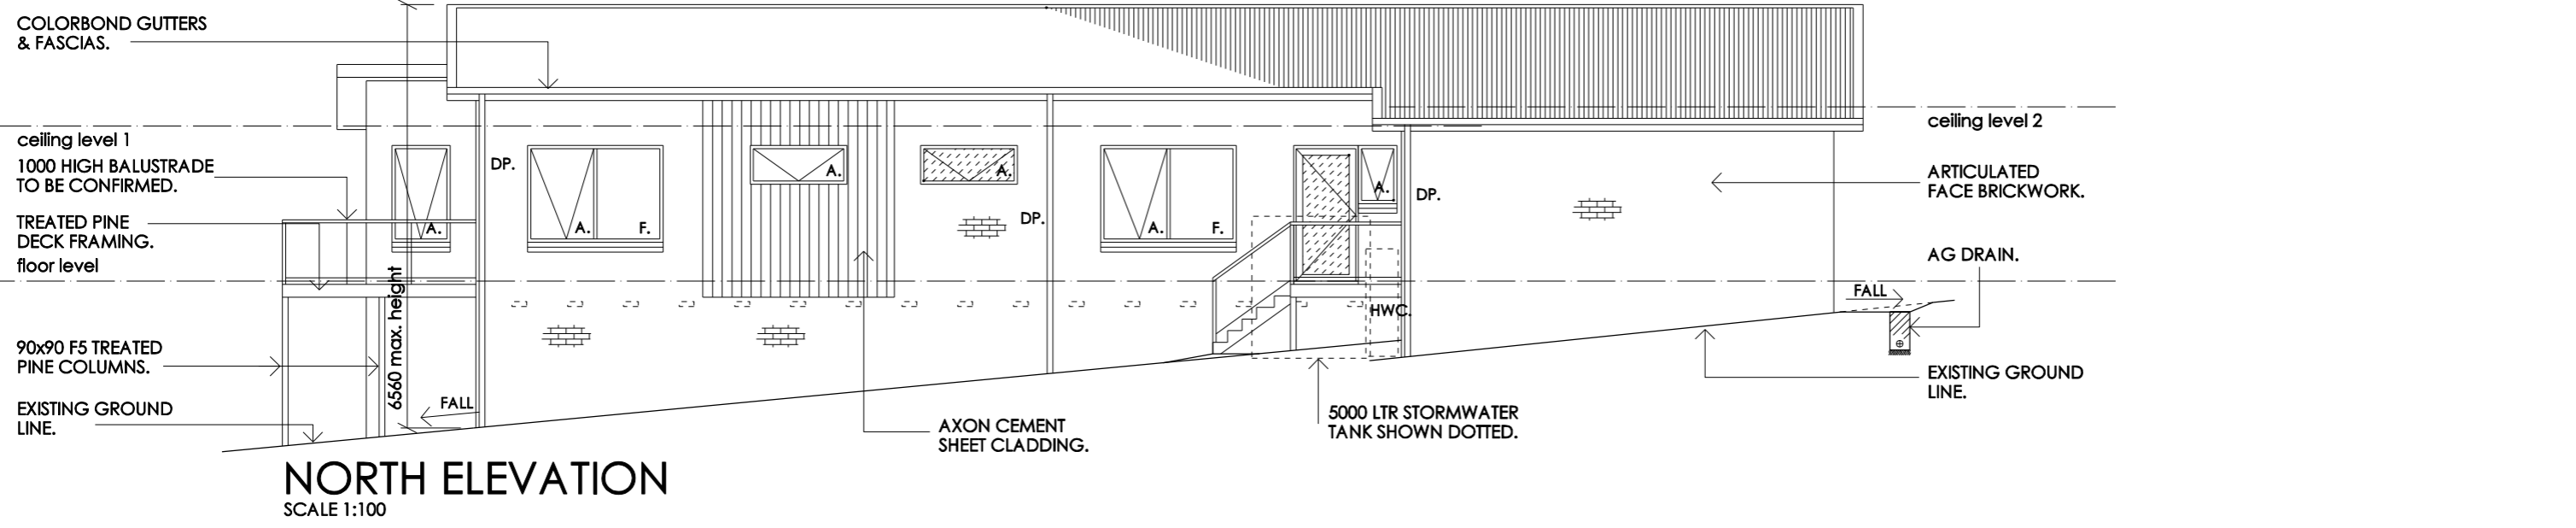 COLORBOND GUTTERS
& FASCIAS.
ceiling level 1
1000 HIGH BALUSTRADE
TO BE CONFIRMED.
TREATED PINE
DECK FRAMING.
floor level
90x90 F5 TREATED
PINE COLUMNS.
EXISTING GROUND
LINE.
6560 max. height
FALL
A.
DP.
A.
F.
A.
A.
DP.
A.
F.
A.
DP.
HWC.
AXON CEMENT
SHEET CLADDING.
5000 LTR STORMWATER
TANK SHOWN DOTTED.
ceiling level 2
ARTICULATED
FACE BRICKWORK.
AG DRAIN.
FALL
EXISTING GROUND
LINE.
NORTH ELEVATION
SCALE 1:100